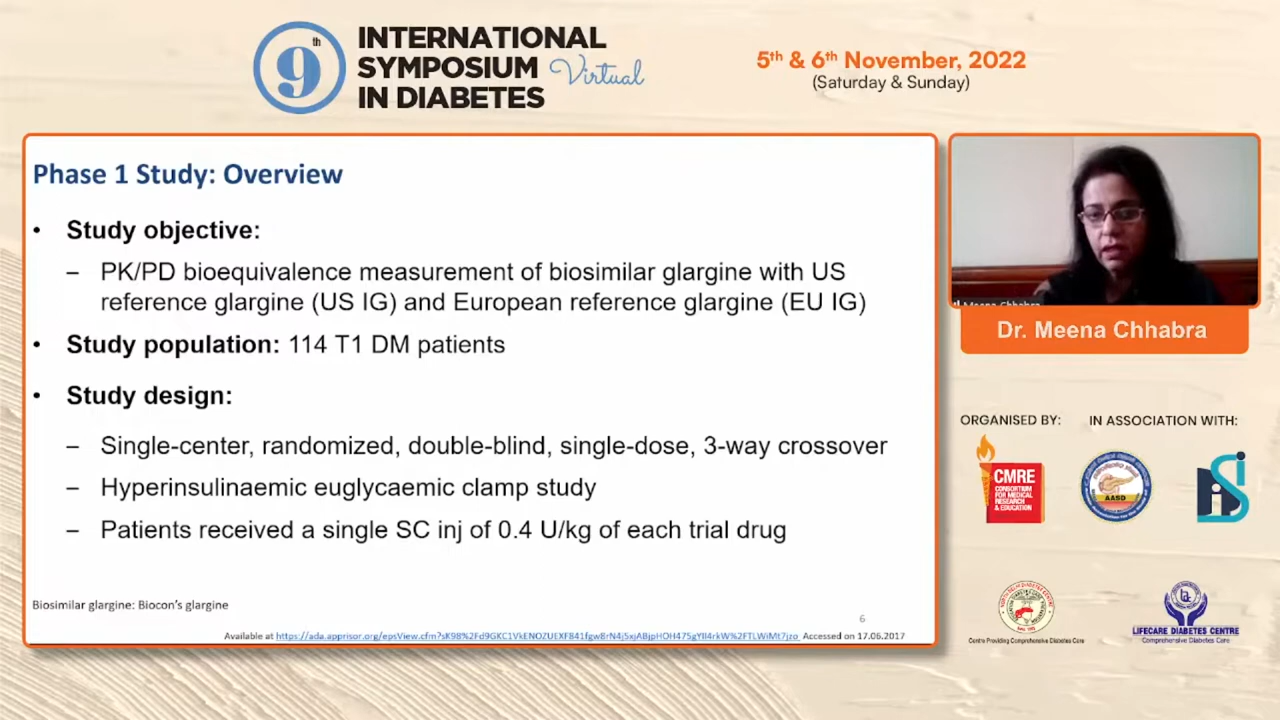 9th
INTERNATIONAL
SYMPOSIUM Virtual
IN DIABETES
5th & 6th November, 2022
(Saturday & Sunday)
Phase 1 Study: Overview
• Study objective:
– PK/PD bioequivalence measurement of biosimilar glargine with US
reference glargine (US IG) and European reference glargine (EU IG)
• Study population: 114 T1 DM patients
• Study design:
– Single-center, randomized, double-blind, single-dose, 3-way crossover
– Hyperinsulinaemic euglycaemic clamp study
– Patients received a single SC inj of 0.4 U/kg of each trial drug
Biosimilar glargine: Biocon's glargine
6
Available at Accessed on 17.06.2017
Meena Chhabra
Dr. Meena Chhabra
ORGANISED BY:
IN ASSOCIATION WITH:
CMRE
CONSORTIUM
FOR MEDICAL
RESEARCH
& EDUCATION
AASD
Centre Providing Comprehensive Diabetes Care
LIFECARE DIABETES CENTRE
Comprehensive Diabetes Care